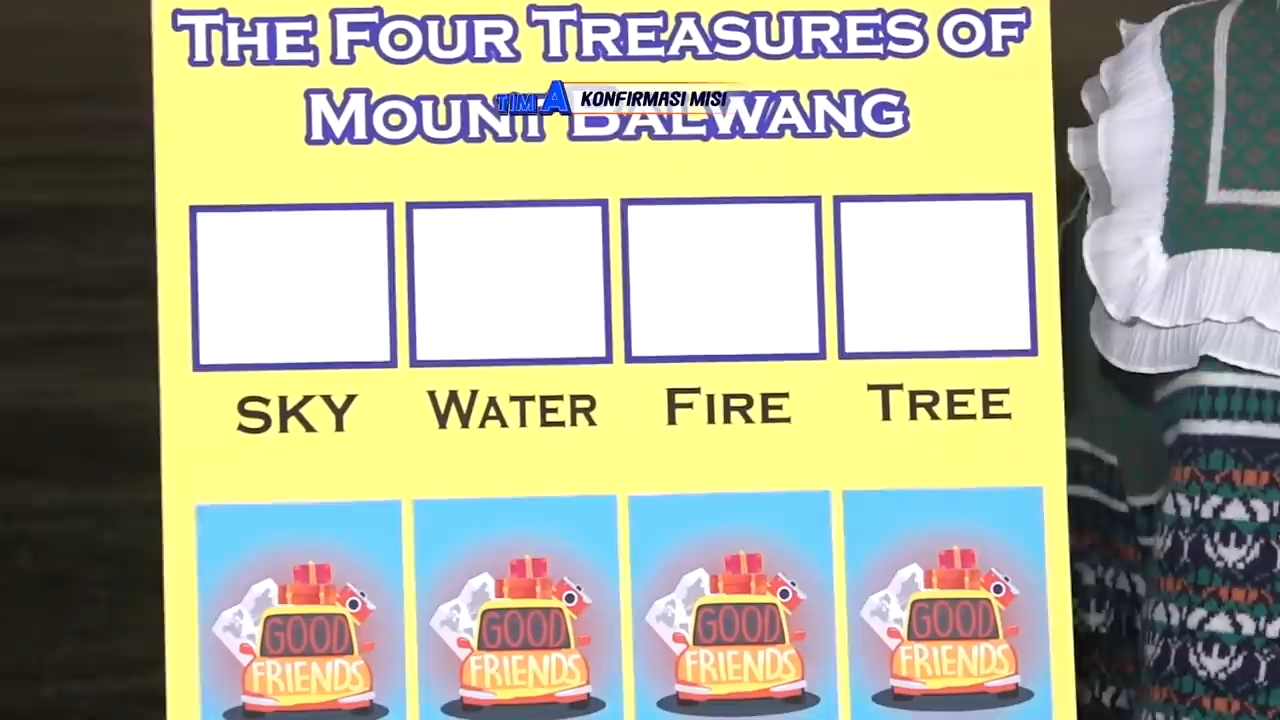 THE FOUR TREASURES OF
MOUNT BALWANG
TIM A KONFIRMASI MISI
SKY WATER FIRE TREE
GOOD GOOD GOOD GOOD
FRIENDS FRIENDS FRIENDS FRIENDS